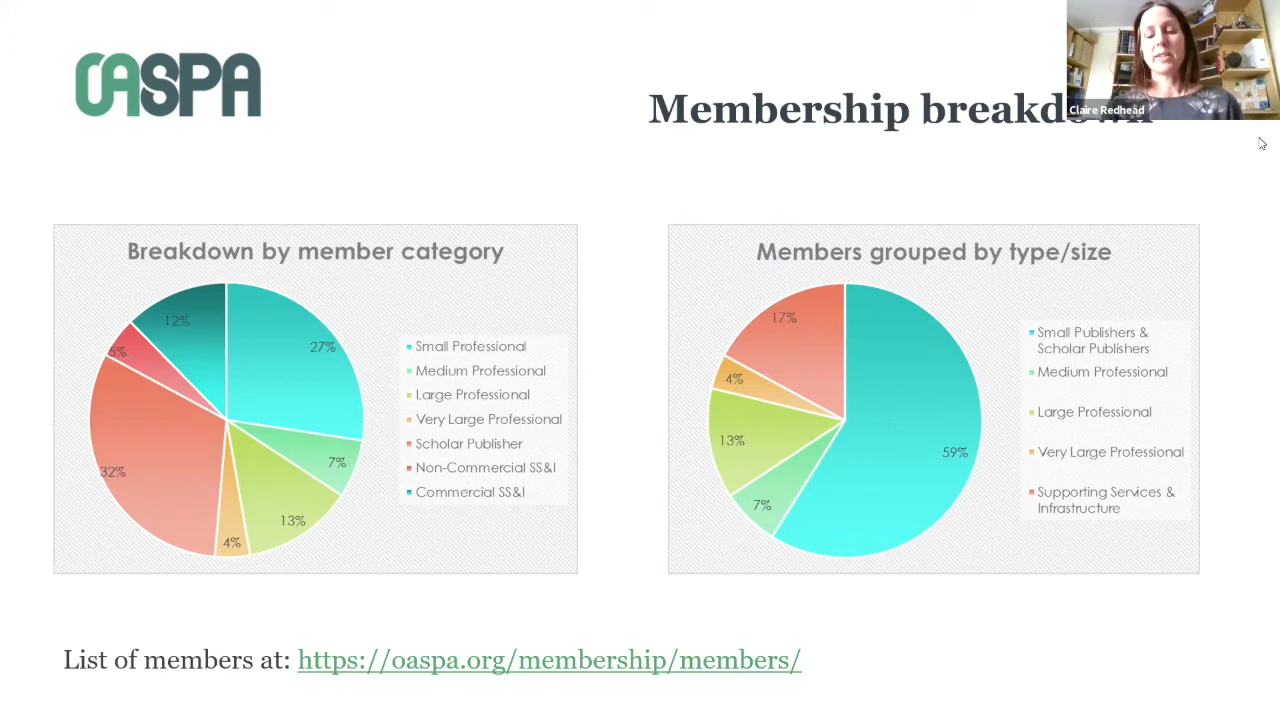 OASPA
Claire Redhead
Membership breakdown
Breakdown by member category
12%
27%
5%
7%
32%
13%
4%
Small Professional
Medium Professional
Large Professional
Very Large Professional
Scholar Publisher
Non-Commercial SS&I
Commercial SS&I
Members grouped by type/size
17%
4%
13%
59%
7%
Small Publishers &
Scholar Publishers
Medium Professional
Large Professional
Very Large Professional
Supporting Services &
Infrastructure
List of members at: https://oaspa.org/membership/members/